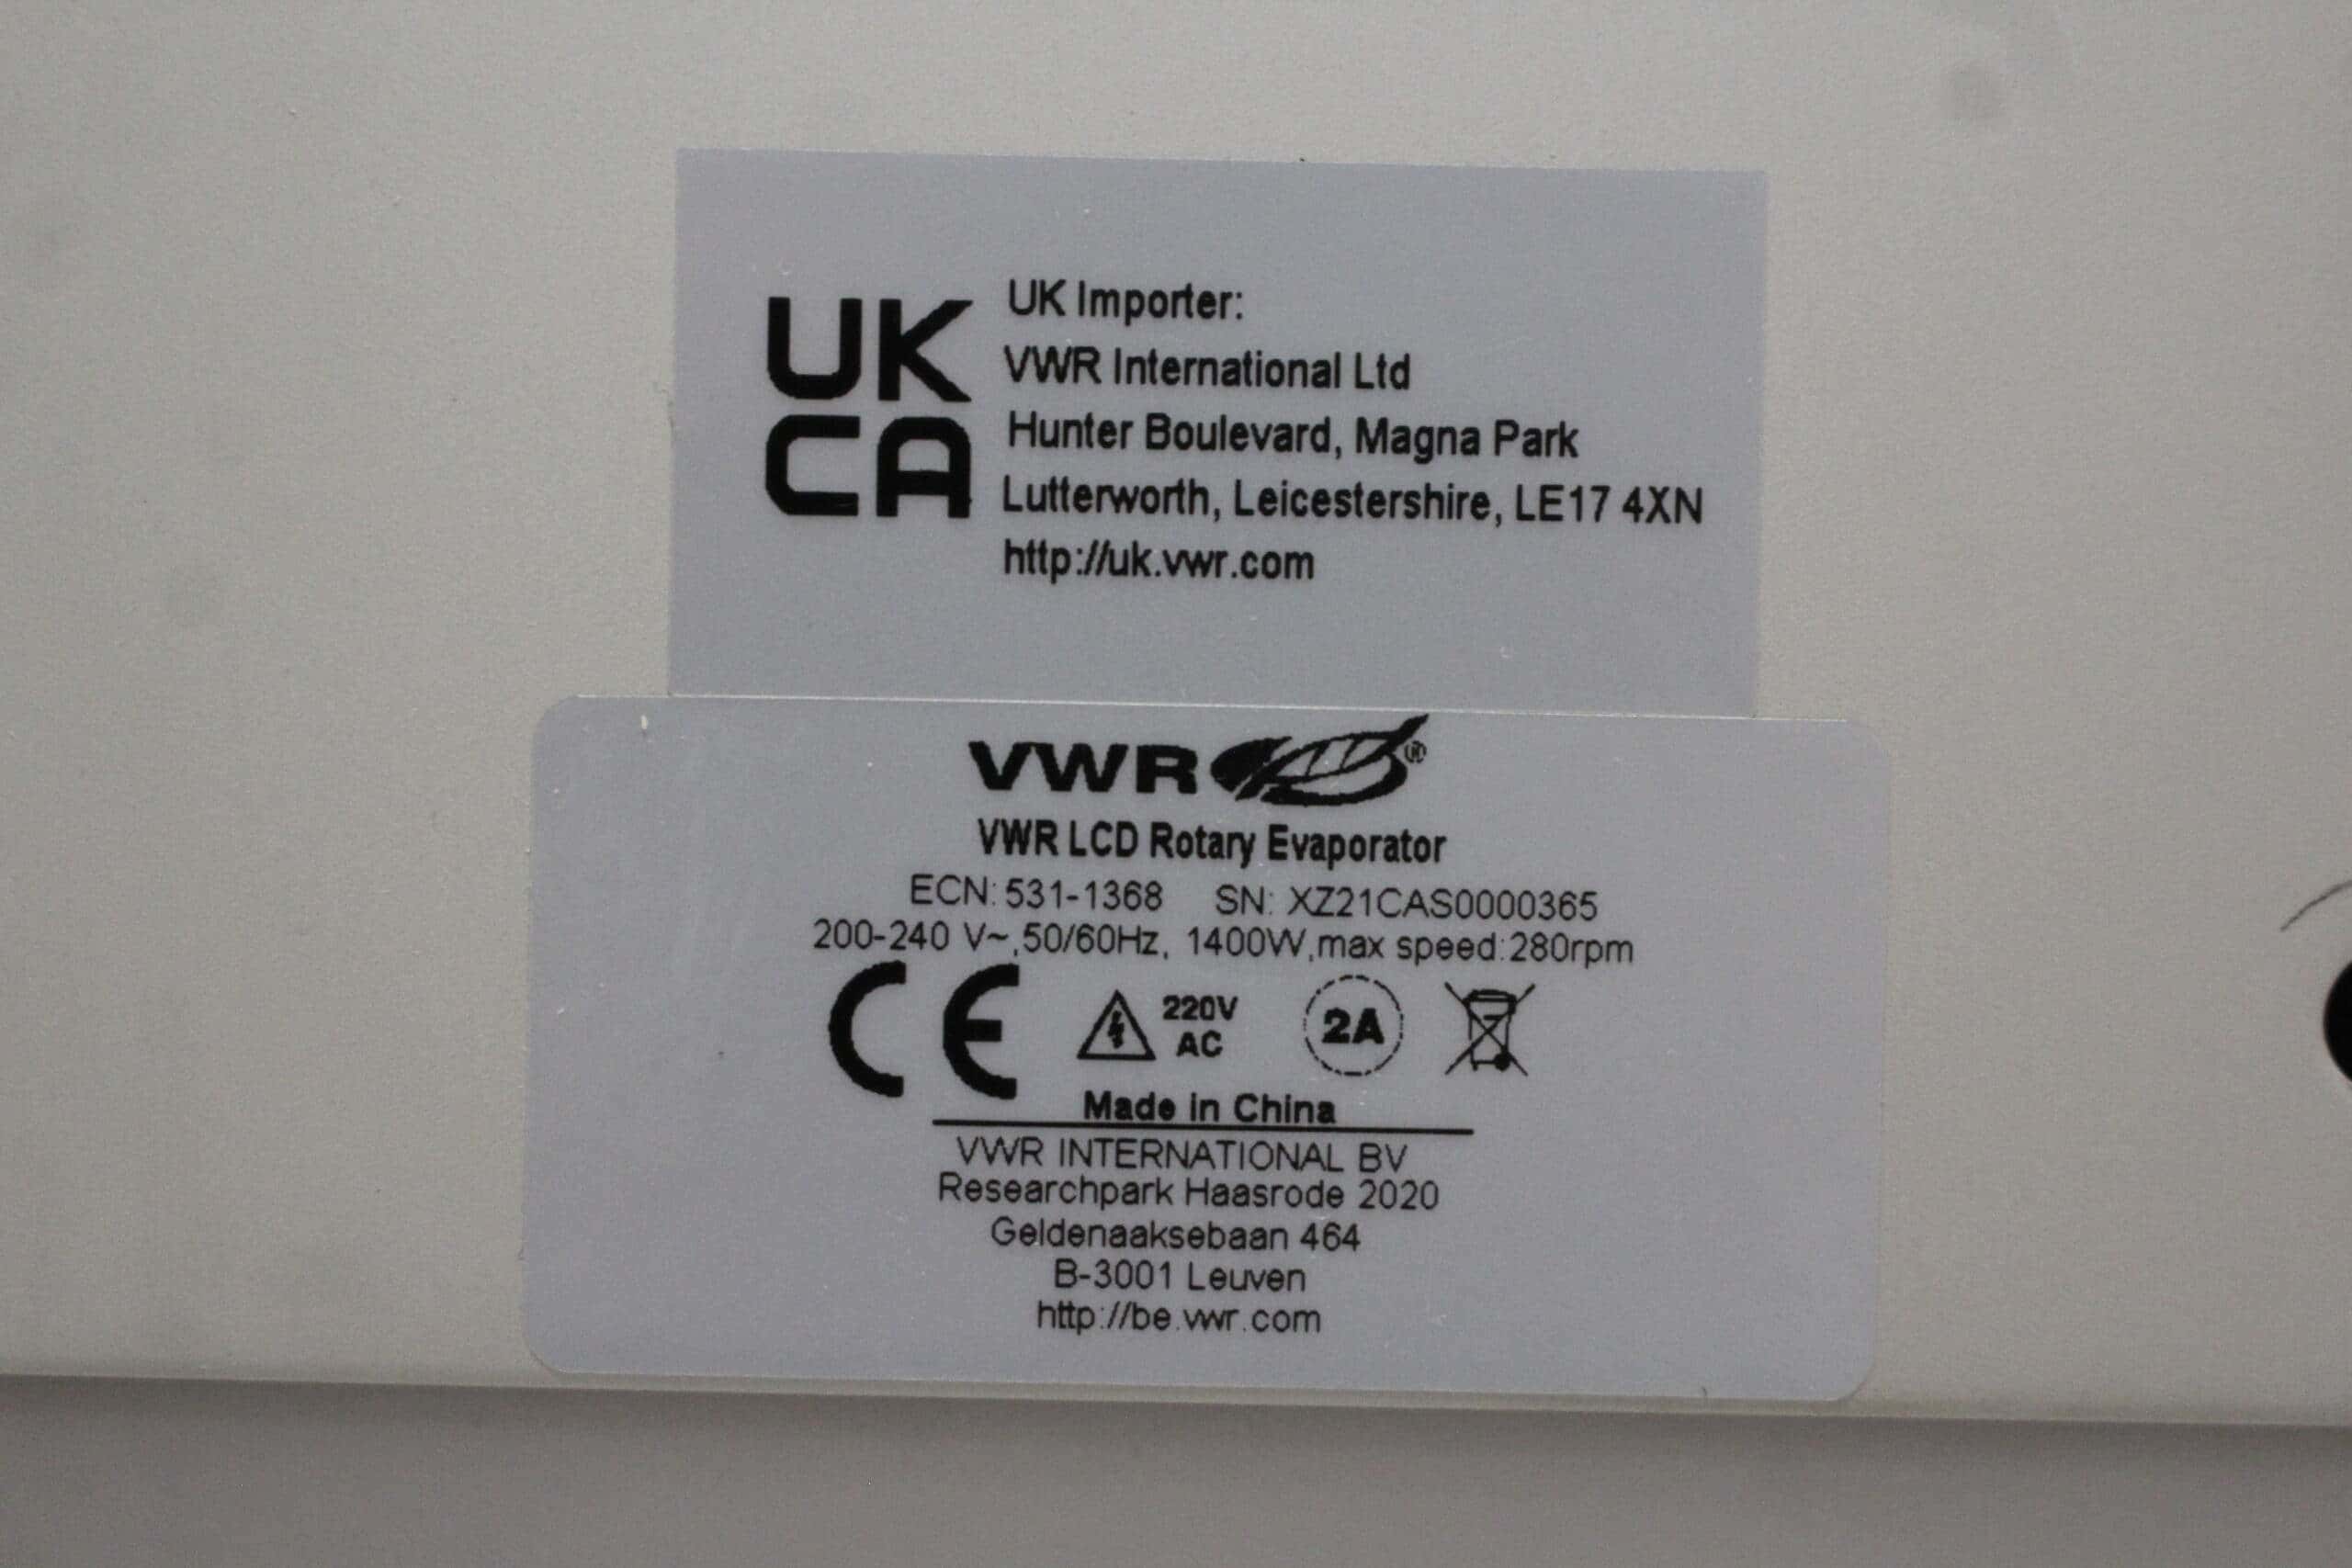 UK
CA
UK Importer:
VWR International Ltd
Hunter Boulevard, Magna Park
Lutterworth, Leicestershire, LE17 4XN
http://uk.vwr.com
VWR®
VWR LCD Rotary Evaporator
ECN: 531-1368 SN: XZ21CAS0000365
200-240 V~,50/60Hz, 1400W,max speed:280rpm
CE 220V AC 2A
Made in China
VWR INTERNATIONAL BV
Researchpark Haasrode 2020
Geldenaaksebaan 464
B-3001 Leuven
http://be.vwr.com